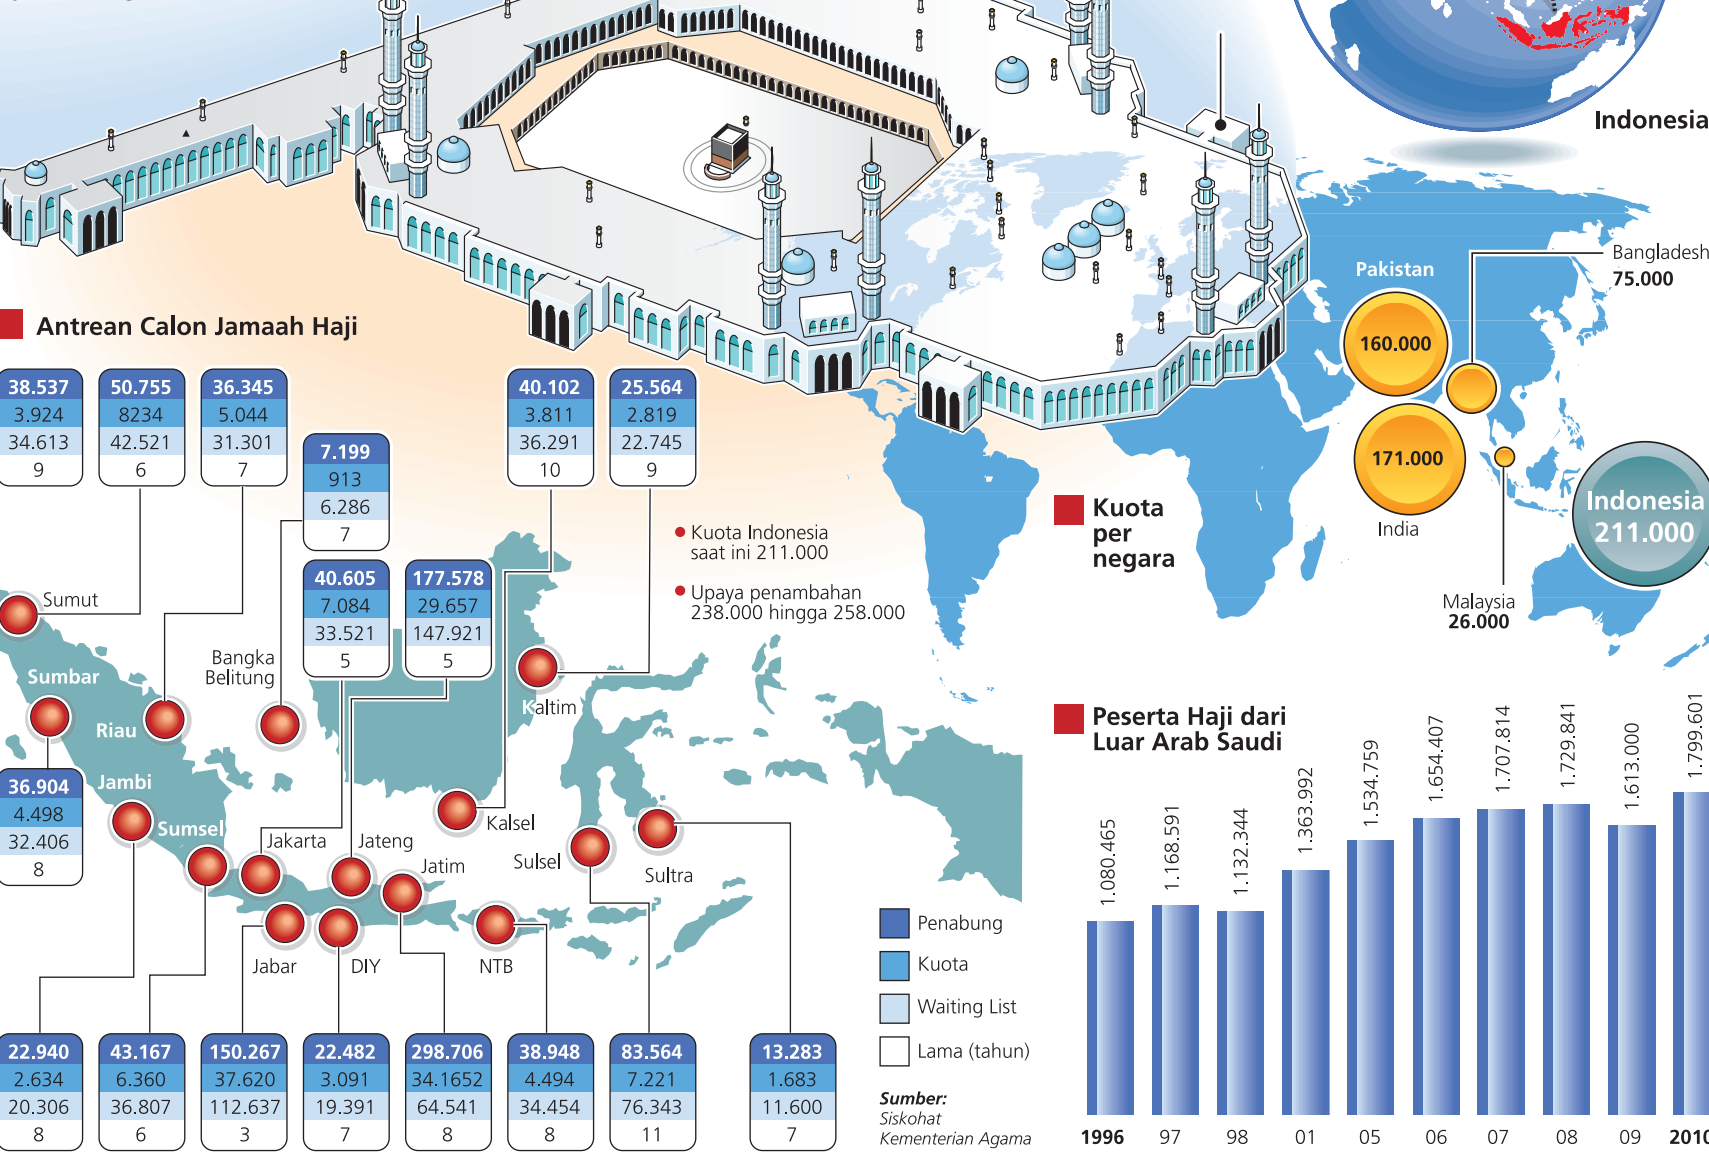 Indonesia
Bangladesh
75.000
Pakistan
160.000
171.000
India
Indonesia
211.000
Malaysia
26.000
Kuota
per
negara
Antrean Calon Jamaah Haji
38.537
3.924
34.613
9
50.755
8234
42.521
6
36.345
5.044
31.301
7
7.199
913
6.286
7
40.102
3.811
36.291
10
25.564
2.819
22.745
9
40.605
7.084
33.521
5
177.578
29.657
147.921
5
Kuota Indonesia
saat ini 211.000
Upaya penambahan
238.000 hingga 258.000
Sumut
Sumbar
Riau
Bangka
Belitung
Jambi
Sumsel
Jakarta
Jateng
Jatim
Jabar
DIY
NTB
Kalsel
Kaltim
Sulsel
Sultra
36.904
4.498
32.406
8
22.940
2.634
20.306
8
43.167
6.360
36.807
6
150.267
37.620
112.637
3
22.482
3.091
19.391
7
298.706
34.1652
64.541
8
38.948
4.494
34.454
8
83.564
7.221
76.343
11
13.283
1.683
11.600
7
Penabung
Kuota
Waiting List
Lama (tahun)
Sumber:
Siskohat
Kementerian Agama
Peserta Haji dari
Luar Arab Saudi
1.080.465
1.168.591
1.132.344
1.363.992
1.534.759
1.654.407
1.707.814
1.729.841
1.613.000
1.799.601
1996 97 98 01 05 06 07 08 09 2010